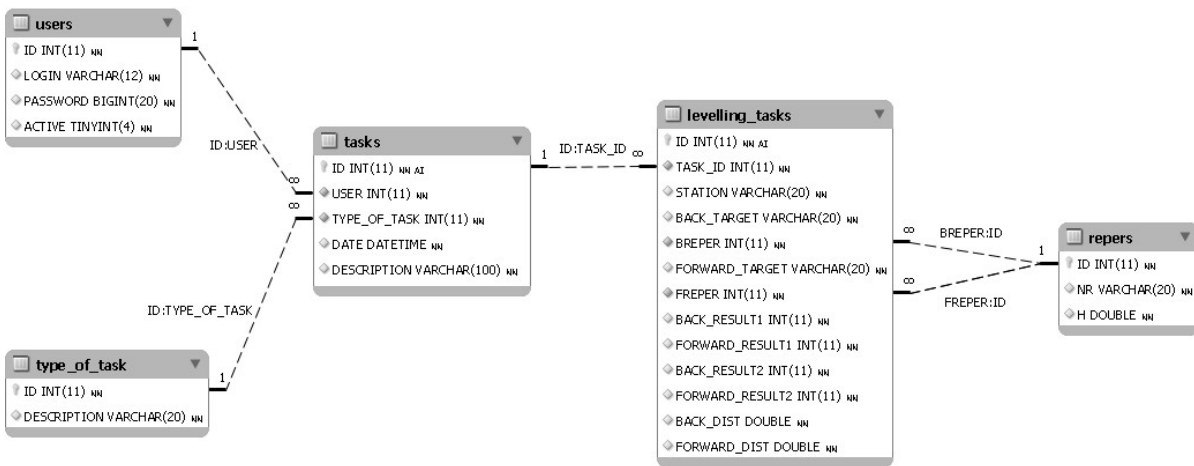 users
ID INT(11) NN
LOGIN VARCHAR(12) NN
PASSWORD BIGINT(20) NN
ACTIVE TINYINT(4) NN
1
ID:USER
∞
tasks
ID INT(11) NN AI
USER INT(11) NN
TYPE_OF_TASK INT(11) NN
DATE DATETIME NN
DESCRIPTION VARCHAR(100) NN
∞
ID:TYPE_OF_TASK
1
type_of_task
ID INT(11) NN
DESCRIPTION VARCHAR(20) NN
1 ID:TASK_ID ∞
levelling_tasks
ID INT(11) NN AI
TASK_ID INT(11) NN
STATION VARCHAR(20) NN
BACK_TARGET VARCHAR(20) NN
BREPER INT(11) NN
FORWARD_TARGET VARCHAR(20) NN
FREPER INT(11) NN
BACK_RESULT1 INT(11) NN
FORWARD_RESULT1 INT(11) NN
BACK_RESULT2 INT(11) NN
FORWARD_RESULT2 INT(11) NN
BACK_DIST DOUBLE NN
FORWARD_DIST DOUBLE NN
∞ BREPER:ID 1
∞ FREPER:ID
repers
ID INT(11) NN
NR VARCHAR(20) NN
H DOUBLE NN